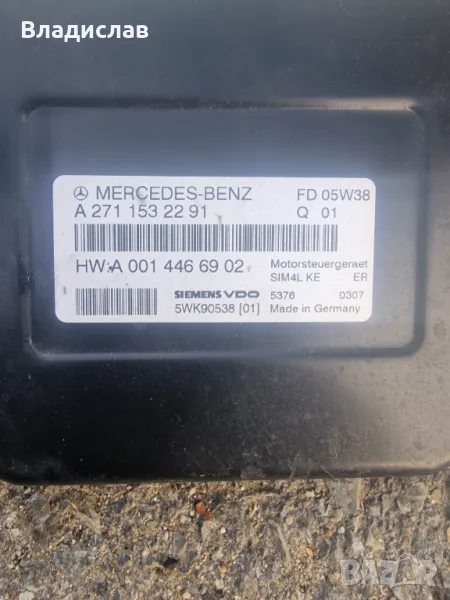 Владислав
MERCEDES-BENZ FD 05W38
A 271 153 22 91 Q 01
HW:A 001 446 69 02 Motorsteuergeraet
SIM4L KE ER
SIEMENS VDO 5376 0307
5WK90538 [01] Made in Germany
BAZAR